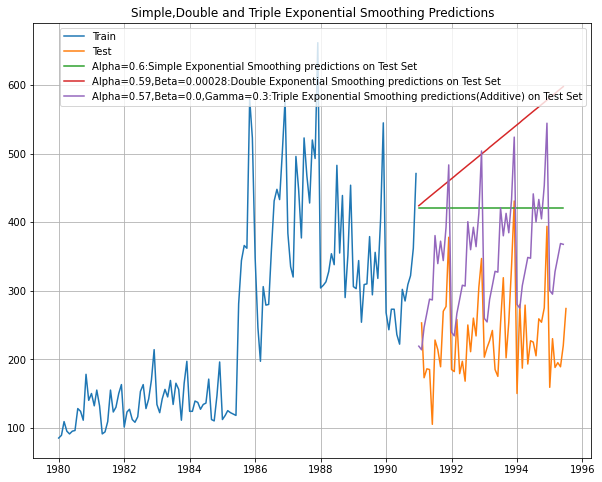 Simple,Double and Triple Exponential Smoothing Predictions
Train
Test
Alpha=0.6:Simple Exponential Smoothing predictions on Test Set
Alpha=0.59,Beta=0.00028:Double Exponential Smoothing predictions on Test Set
Alpha=0.57,Beta=0.0,Gamma=0.3:Triple Exponential Smoothing predictions(Additive) on Test Set
600
500
400
300
200
100
1980 1982 1984 1986 1988 1990 1992 1994 1996